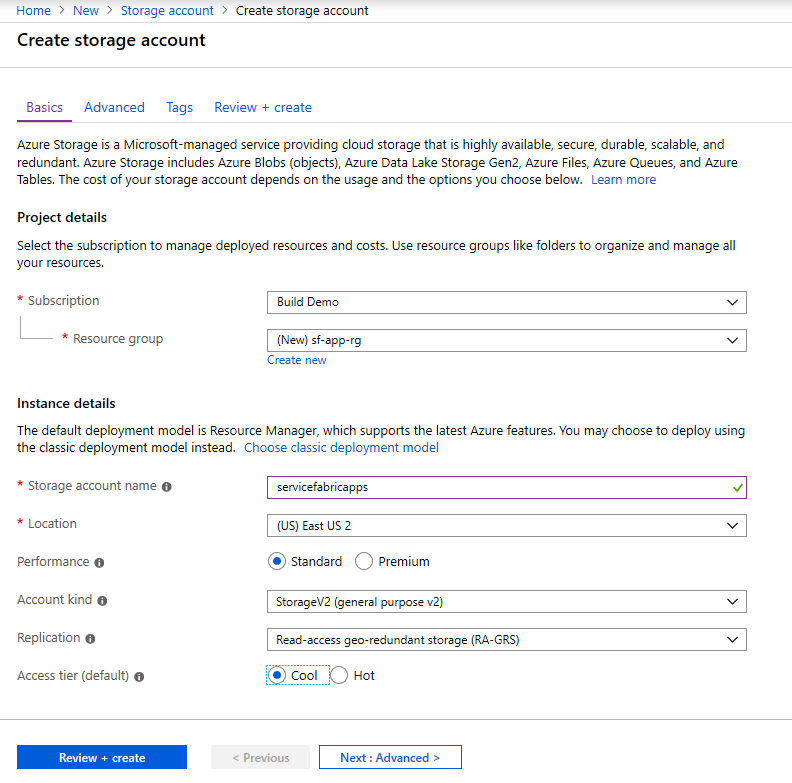 Home > New > Storage account > Create storage account
Create storage account
Basics Advanced Tags Review + create
Azure Storage is a Microsoft-managed service providing cloud storage that is highly available, secure, durable, scalable, and
redundant. Azure Storage includes Azure Blobs (objects), Azure Data Lake Storage Gen2, Azure Files, Azure Queues, and Azure
Tables. The cost of your storage account depends on the usage and the options you choose below. Learn more
Project details
Select the subscription to manage deployed resources and costs. Use resource groups like folders to organize and manage all
your resources.
* Subscription Build Demo
* Resource group (New) sf-app-rg
Create new
Instance details
The default deployment model is Resource Manager, which supports the latest Azure features. You may choose to deploy using
the classic deployment model instead. Choose classic deployment model
* Storage account name servicefabricapps
* Location (US) East US 2
Performance Standard Premium
Account kind StorageV2 (general purpose v2)
Replication Read-access geo-redundant storage (RA-GRS)
Access tier (default) Cool Hot
Review + create < Previous Next : Advanced >